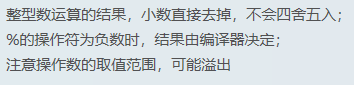 整型数运算的结果，小数直接去掉，不会四舍五入；
%的操作符为负数时，结果由编译器决定；
注意操作数的取值范围，可能溢出